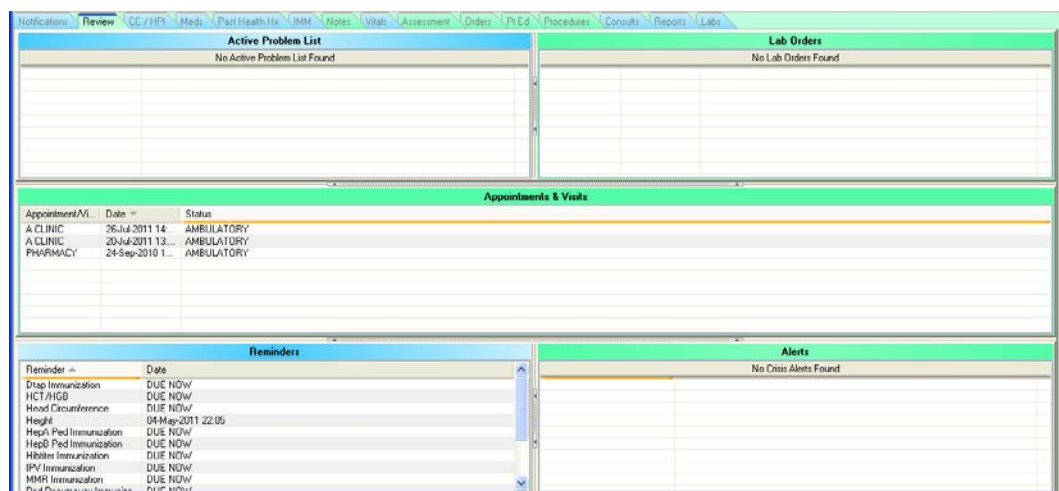 Notifications Review CC / HPI Meds Past Health Hx IMM Notes Vitals Assessment Orders Pt Ed Procedures Consults Reports Labs
Active Problem List
No Active Problem List Found
Lab Orders
No Lab Orders Found
Appointments & Visits
Appointment/Vi... Date Status
A CLINIC 26-Jul-2011 14:... AMBULATORY
A CLINIC 20-Jul-2011 13:... AMBULATORY
PHARMACY 24-Sep-2010 1... AMBULATORY
Reminders
Reminder Date
Dtap Immunization DUE NOW
HCT/HGB DUE NOW
Head Circumference DUE NOW
Height 04-May-2011 22:05
HepA Ped Immunization DUE NOW
HepB Ped Immunization DUE NOW
Hibtiter Immunization DUE NOW
IPV Immunization DUE NOW
MMR Immunization DUE NOW
DUE NOW
Alerts
No Crisis Alerts Found